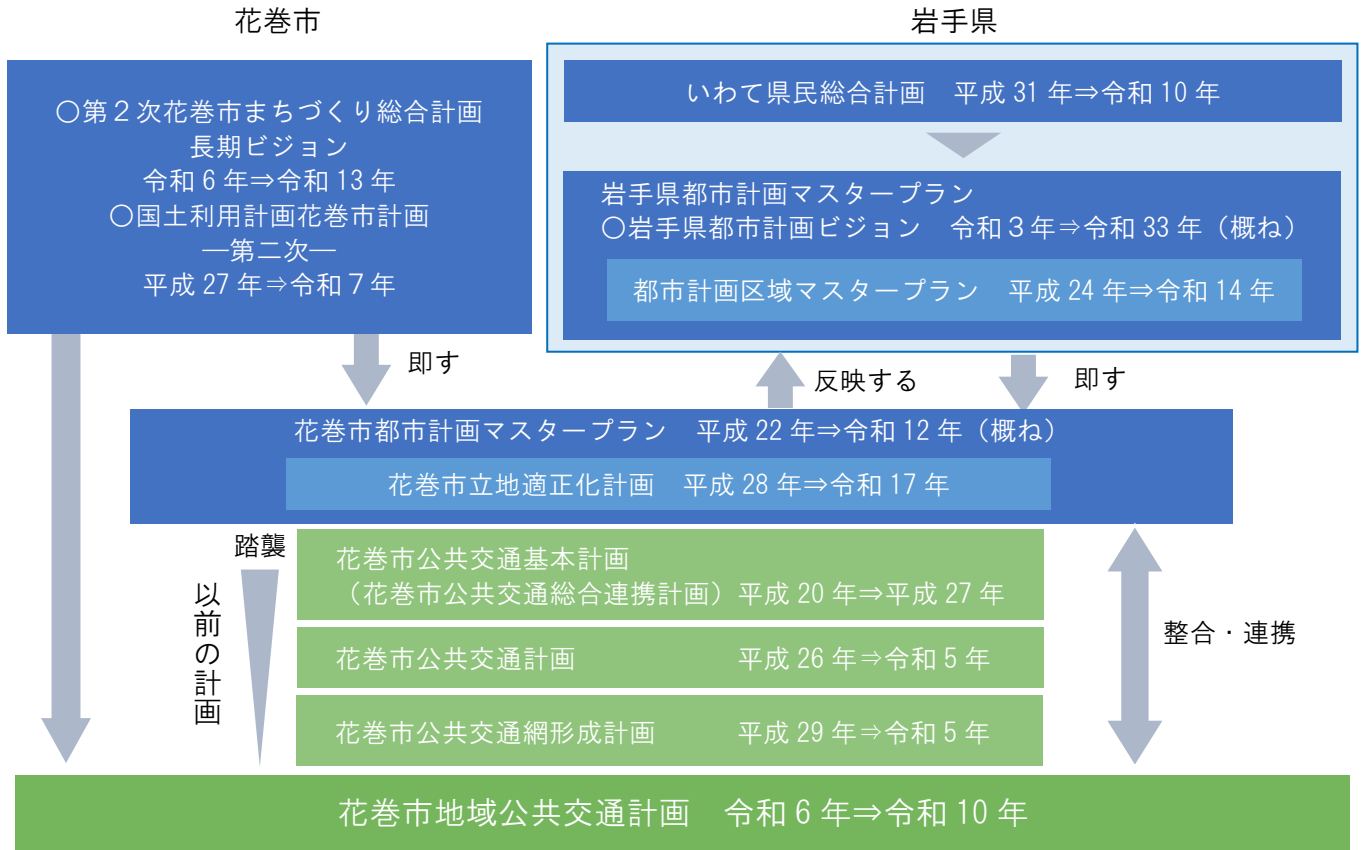 花巻市
岩手県
〇第２次花巻市まちづくり総合計画
長期ビジョン
令和 6 年⇒令和 13 年
〇国土利用計画花巻市計画
―第二次―
平成 27 年⇒令和 7 年
いわて県民総合計画　平成 31 年⇒令和 10 年
岩手県都市計画マスタープラン
〇岩手県都市計画ビジョン　令和３年⇒令和 33 年（概ね）
都市計画区域マスタープラン　平成 24 年⇒令和 14 年
即す
反映する
即す
花巻市都市計画マスタープラン　平成 22 年⇒令和 12 年（概ね）
花巻市立地適正化計画　平成 28 年⇒令和 17 年
踏襲
以前の計画
花巻市公共交通基本計画
（花巻市公共交通総合連携計画）平成 20 年⇒平成 27 年
花巻市公共交通計画　平成 26 年⇒令和 5 年
花巻市公共交通網形成計画　平成 29 年⇒令和 5 年
整合・連携
花巻市地域公共交通計画　令和 6 年⇒令和 10 年